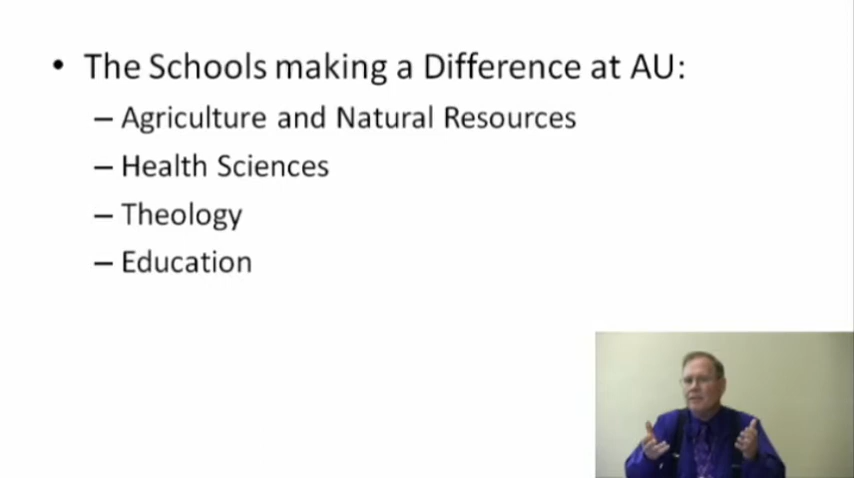 • The Schools making a Difference at AU:
– Agriculture and Natural Resources
– Health Sciences
– Theology
– Education